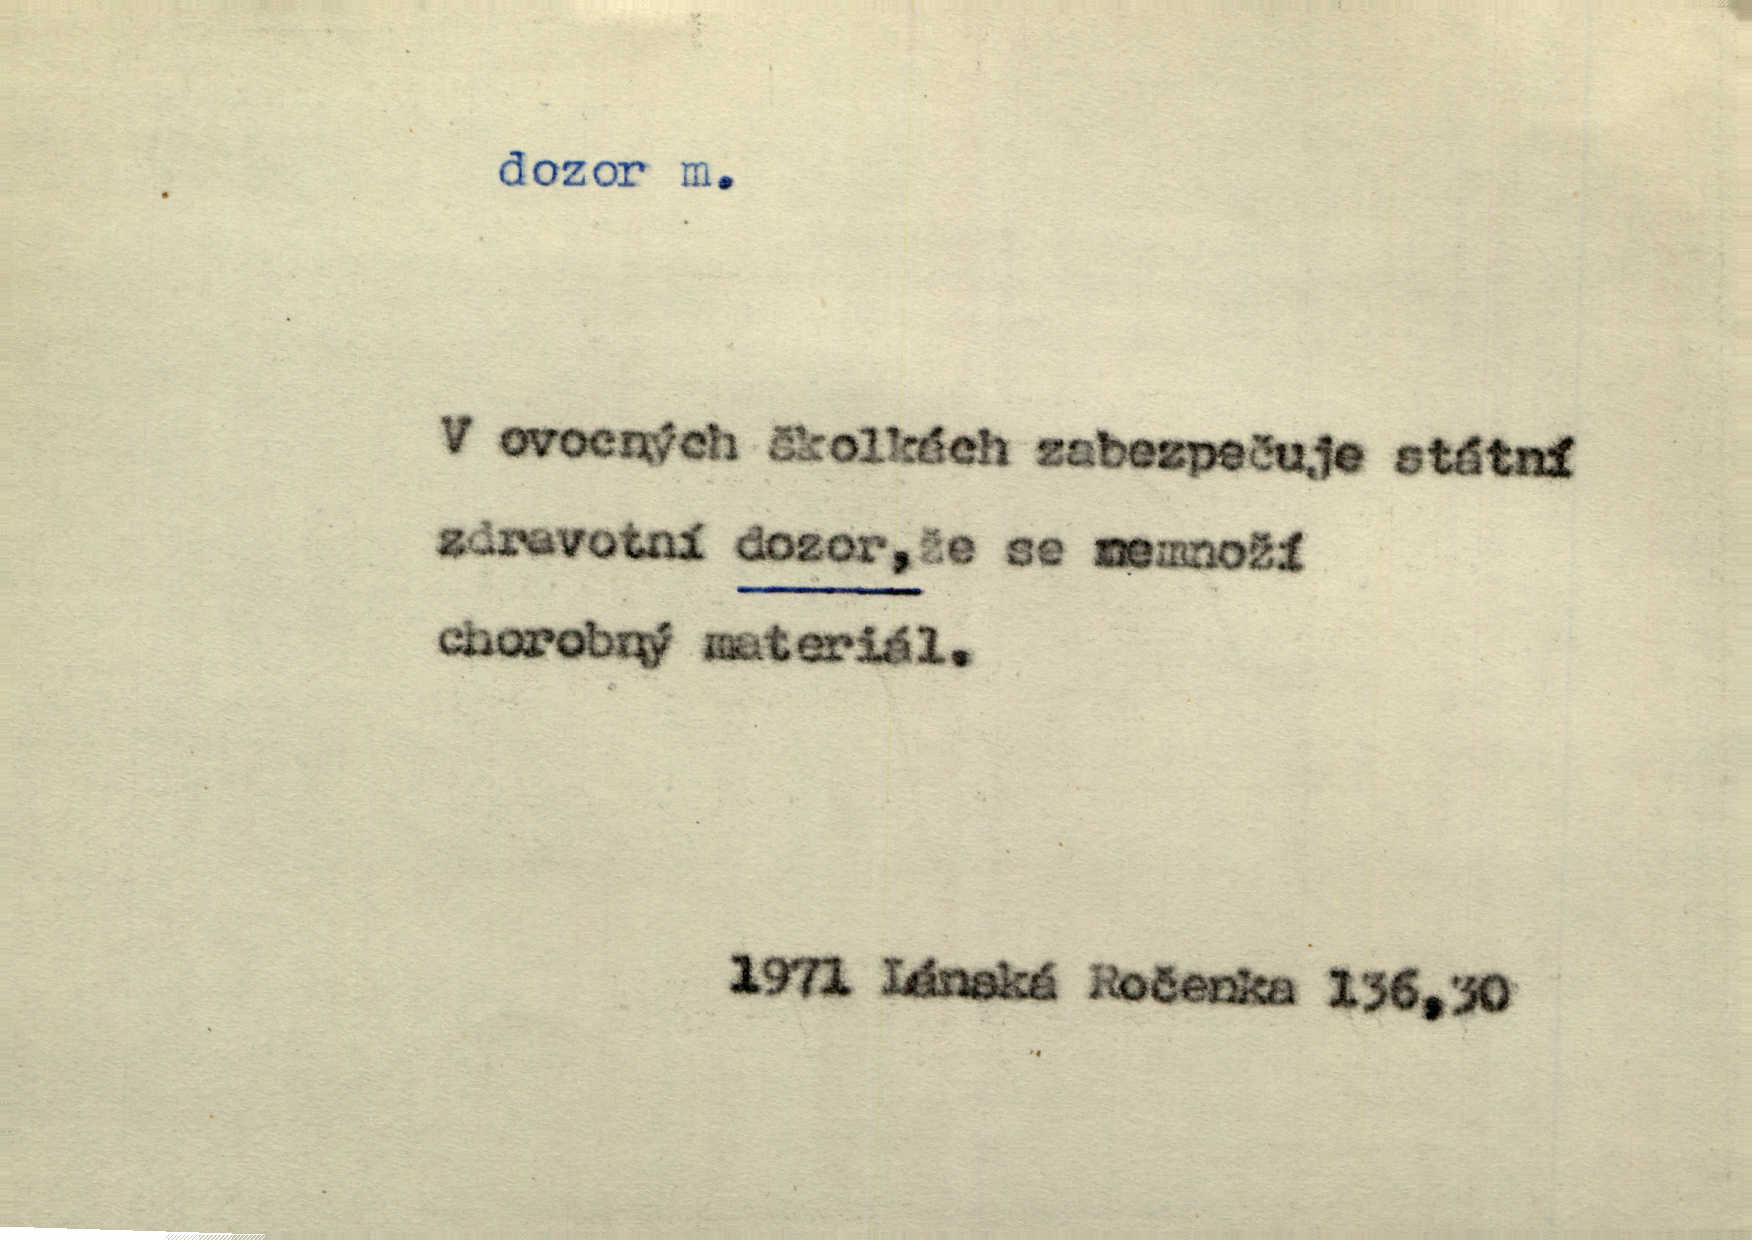 dozor m.
V ovocných školkách zabezpečuje státní
zdravotní dozor,že se nemnoží
chorobný materiál.
1971 Lánská Ročenka 136,30